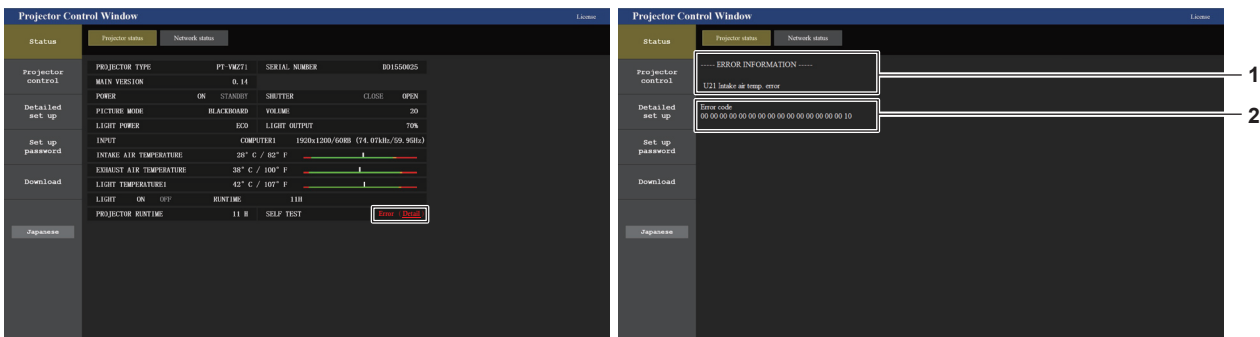 Projector Control Window License
Status
Projector control
Detailed set up
Set up password
Download
Japanese
Projector status Network status
PROJECTOR TYPE PT-VMZ71 SERIAL NUMBER DO1550025
MAIN VERSION 0.14
POWER ON STANDBY SHUTTER CLOSE OPEN
PICTURE MODE BLACKBOARD VOLUME 20
LIGHT POWER ECO LIGHT OUTPUT 70%
INPUT COMPUTER1 1920x1200/60RB (74.07kHz/59.95Hz)
INTAKE AIR TEMPERATURE 28° C / 82° F
EXHAUST AIR TEMPERATURE 38° C / 100° F
LIGHT TEMPERATURE1 42° C / 107° F
LIGHT ON OFF RUNTIME 11H
PROJECTOR RUNTIME 11 H SELF TEST Error (Detail)
Projector Control Window License
Status
Projector control
Detailed set up
Set up password
Download
Japanese
Projector status Network status
----- ERROR INFORMATION -----
U21 Intake air temp. error
Error code
00 00 00 00 00 00 00 00 00 00 00 00 00 00 00 10
1
2